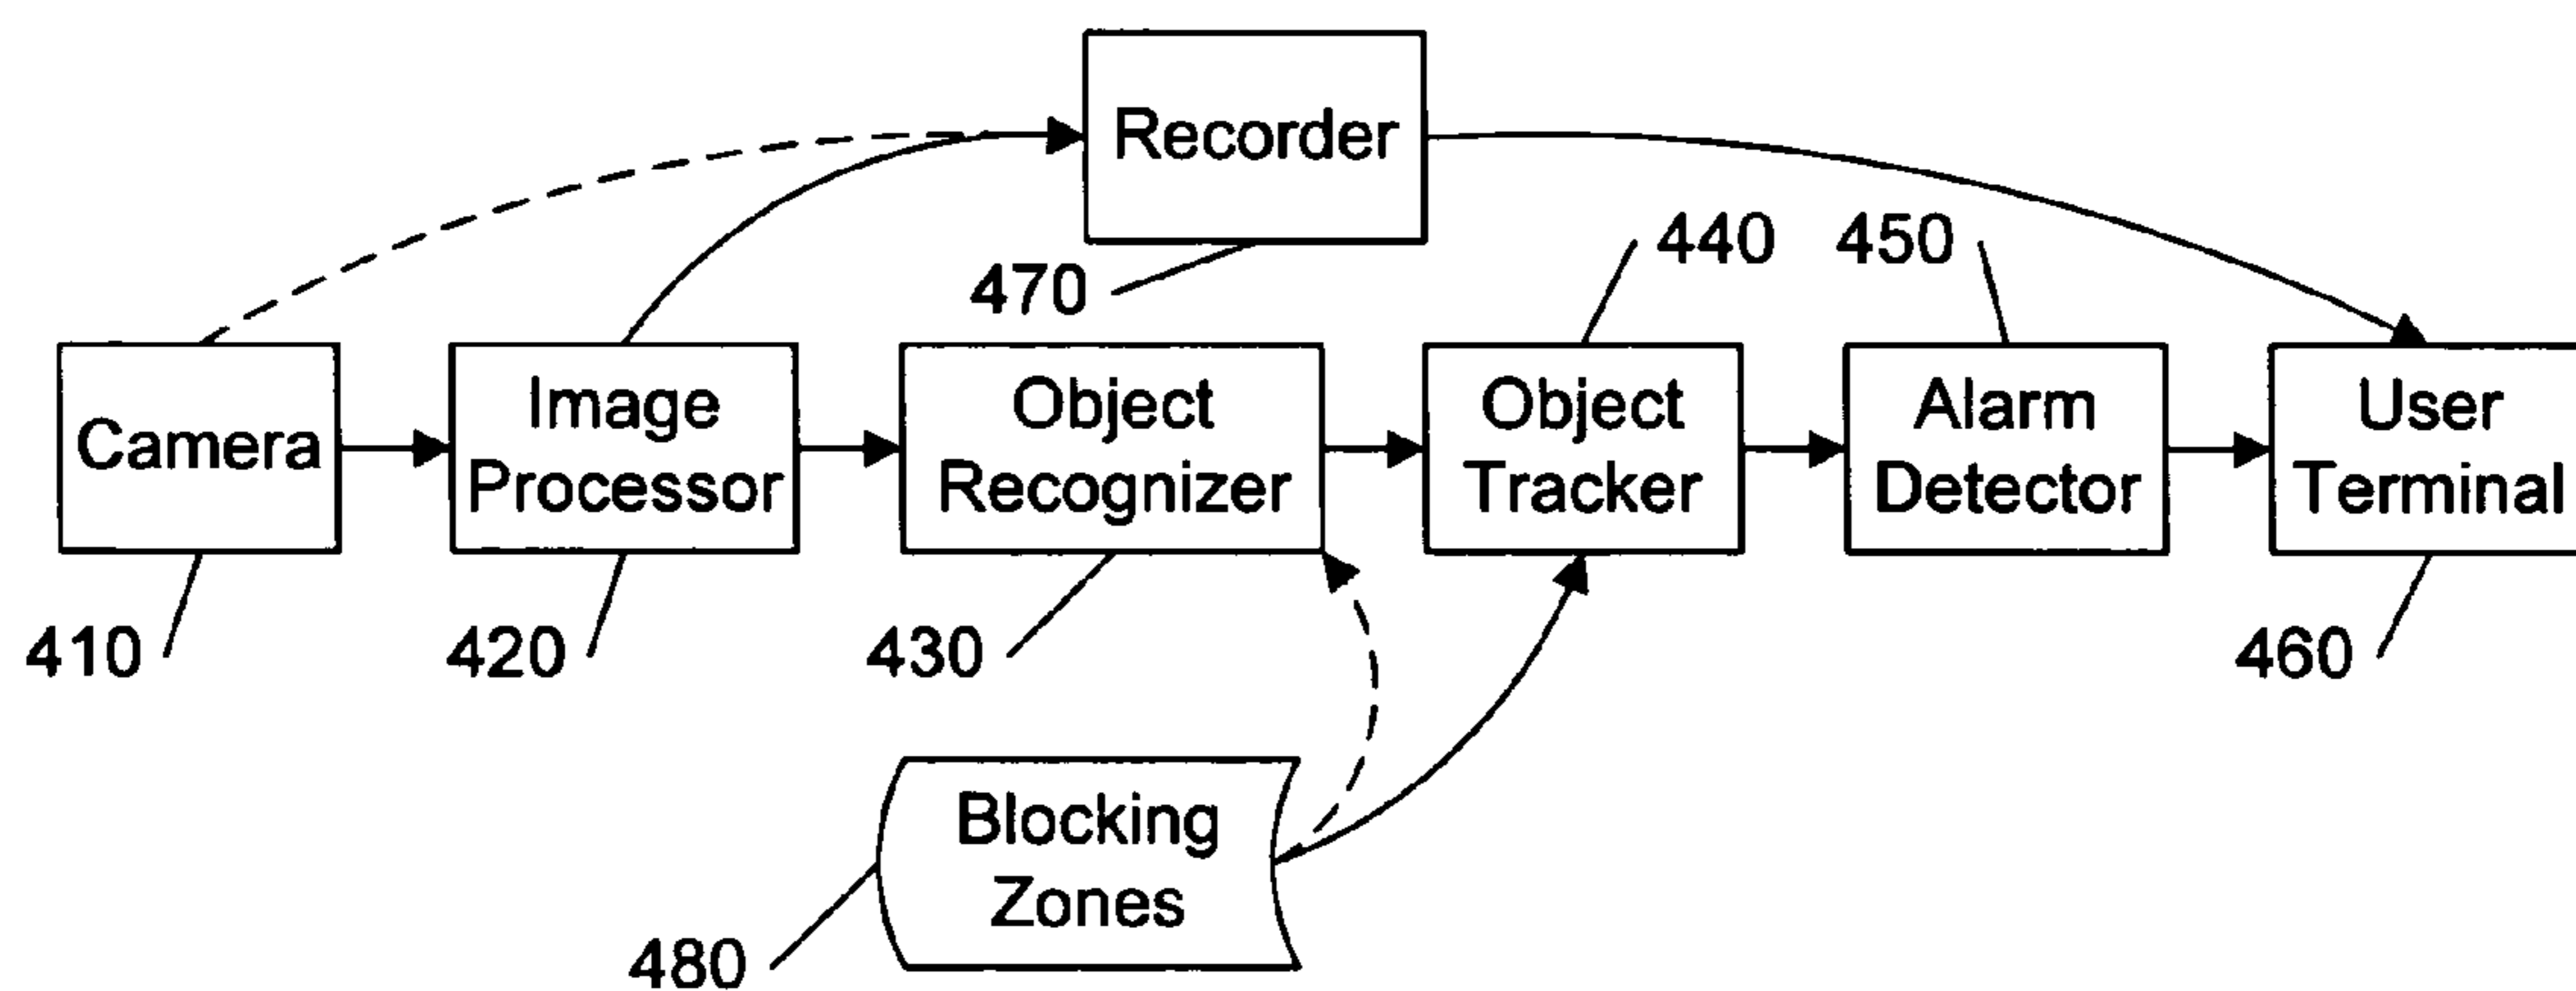 Recorder
440
450
470
Camera
Image
Processor
Object
Recognizer
Object
Tracker
Alarm
Detector
User
Terminal
410
420
430
460
Blocking
Zones
480